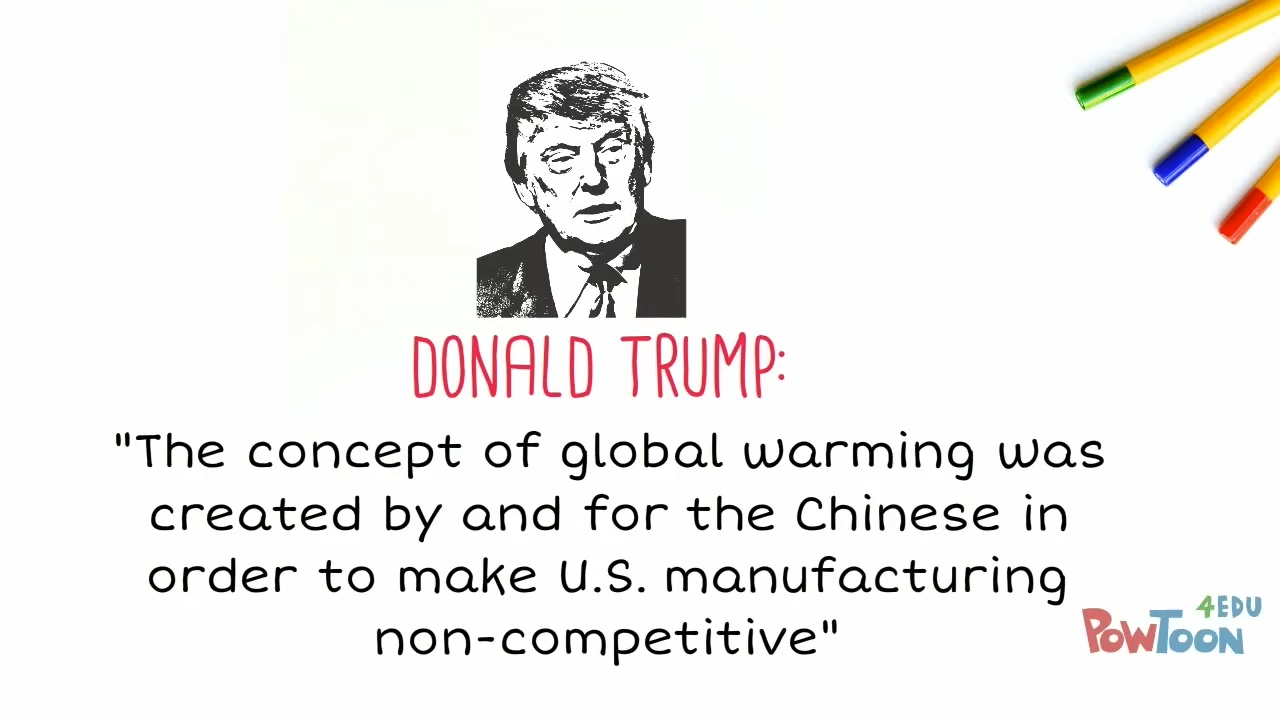 DONALD TRUMP:
"The concept of global warming was
created by and for the Chinese in
order to make U.S. manufacturing
non-competitive"
4EDU
POWTOON